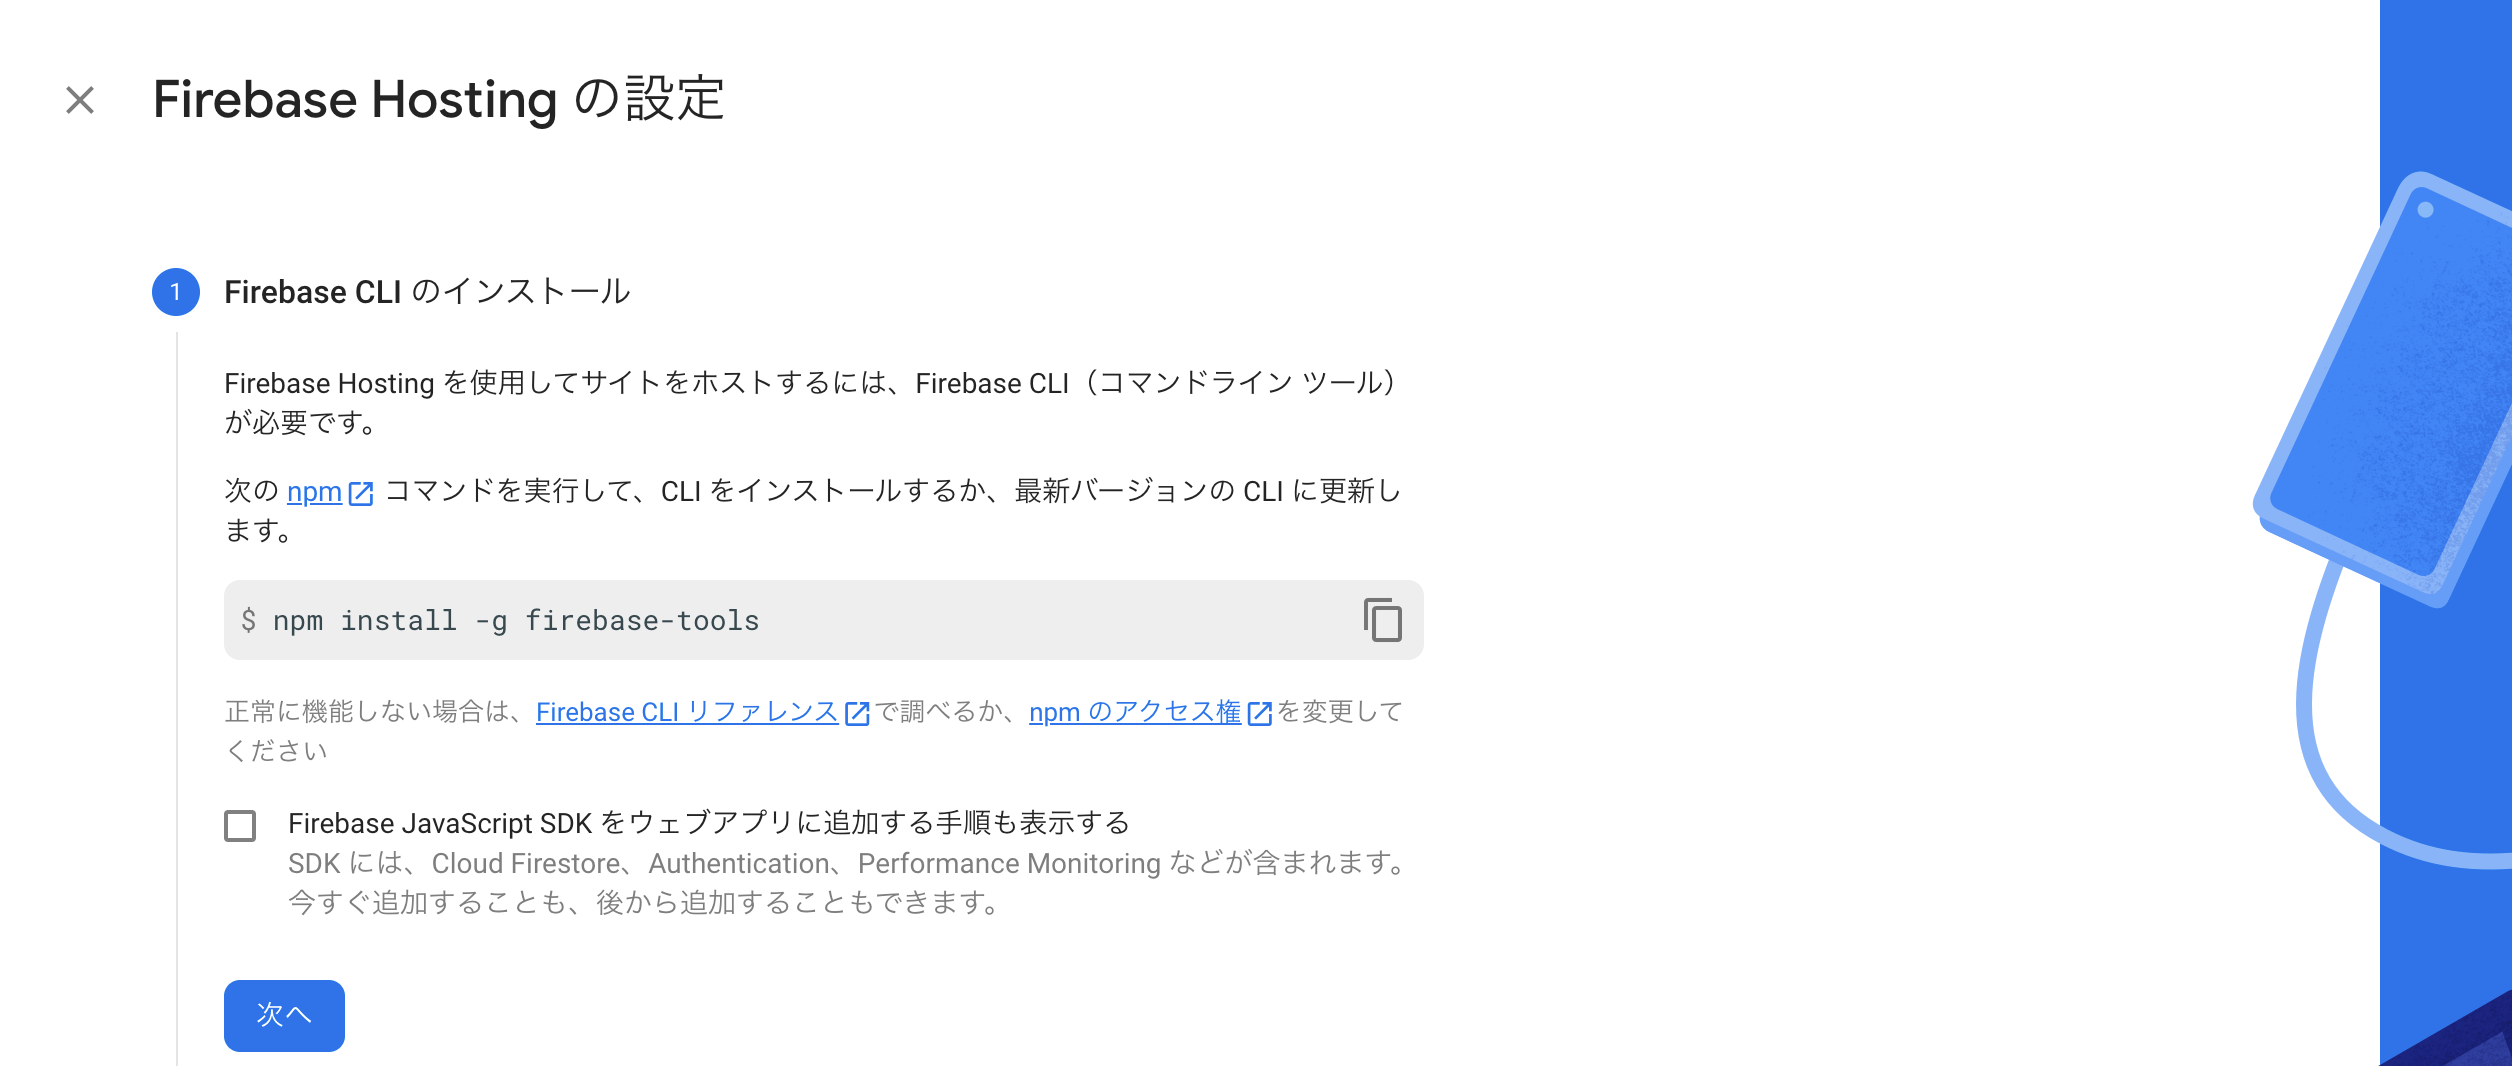 Firebase Hosting の設定
1 Firebase CLI のインストール
Firebase Hosting を使用してサイトをホストするには、Firebase CLI（コマンドライン ツール）
が必要です。
次の npm コマンドを実行して、CLI をインストールするか、最新バージョンの CLI に更新し
ます。
$ npm install -g firebase-tools
正常に機能しない場合は、Firebase CLI リファレンスで調べるか、npm のアクセス権を変更して
ください
Firebase JavaScript SDK をウェブアプリに追加する手順も表示する
SDK には、Cloud Firestore、Authentication、Performance Monitoring などが含まれます。
今すぐ追加することも、後から追加することもできます。
次へ